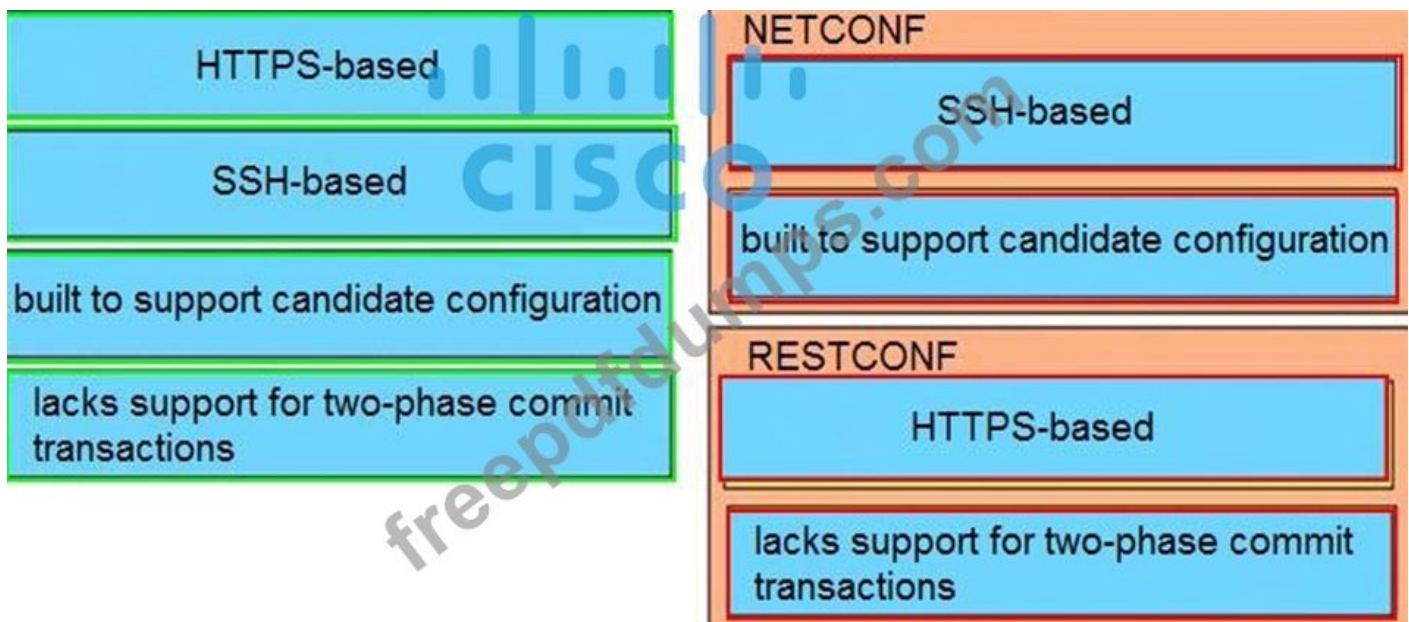 HTTPS-based
SSH-based
built to support candidate configuration
lacks support for two-phase commit
transactions
NETCONF
SSH-based
built to support candidate configuration
RESTCONF
HTTPS-based
lacks support for two-phase commit
transactions
CISCO
freepdfdumps.com